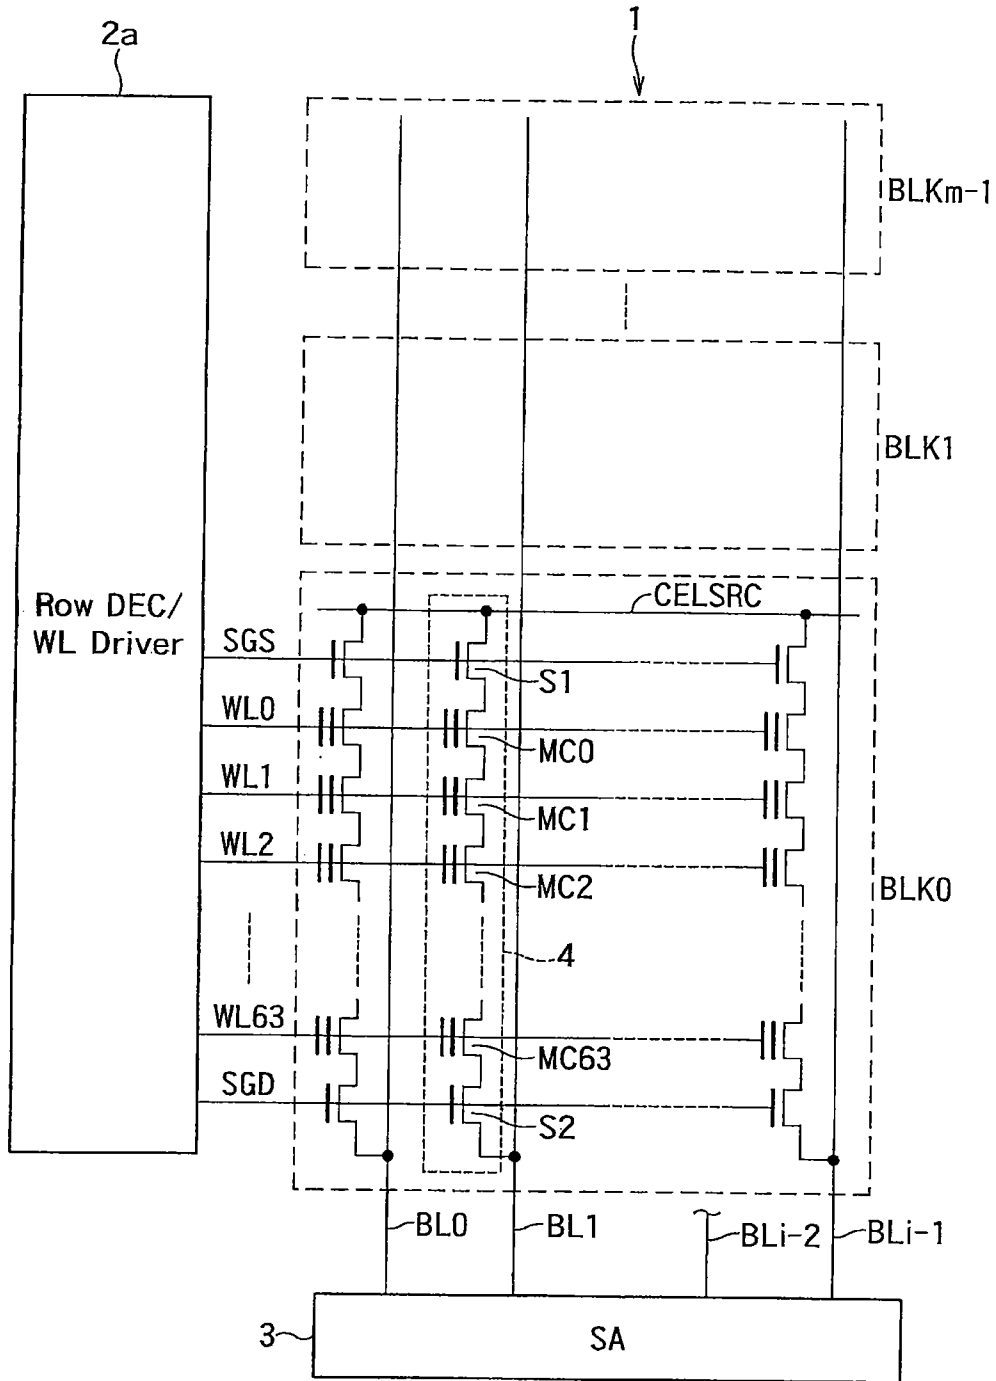 2a
1
BLKm-1
BLK1
Row DEC/
WL Driver
CELSRC
SGS
S1
WL0
MC0
WL1
MC1
WL2
MC2
BLK0
4
WL63
MC63
SGD
S2
BL0
BL1
BLi-2
BLi-1
3
SA